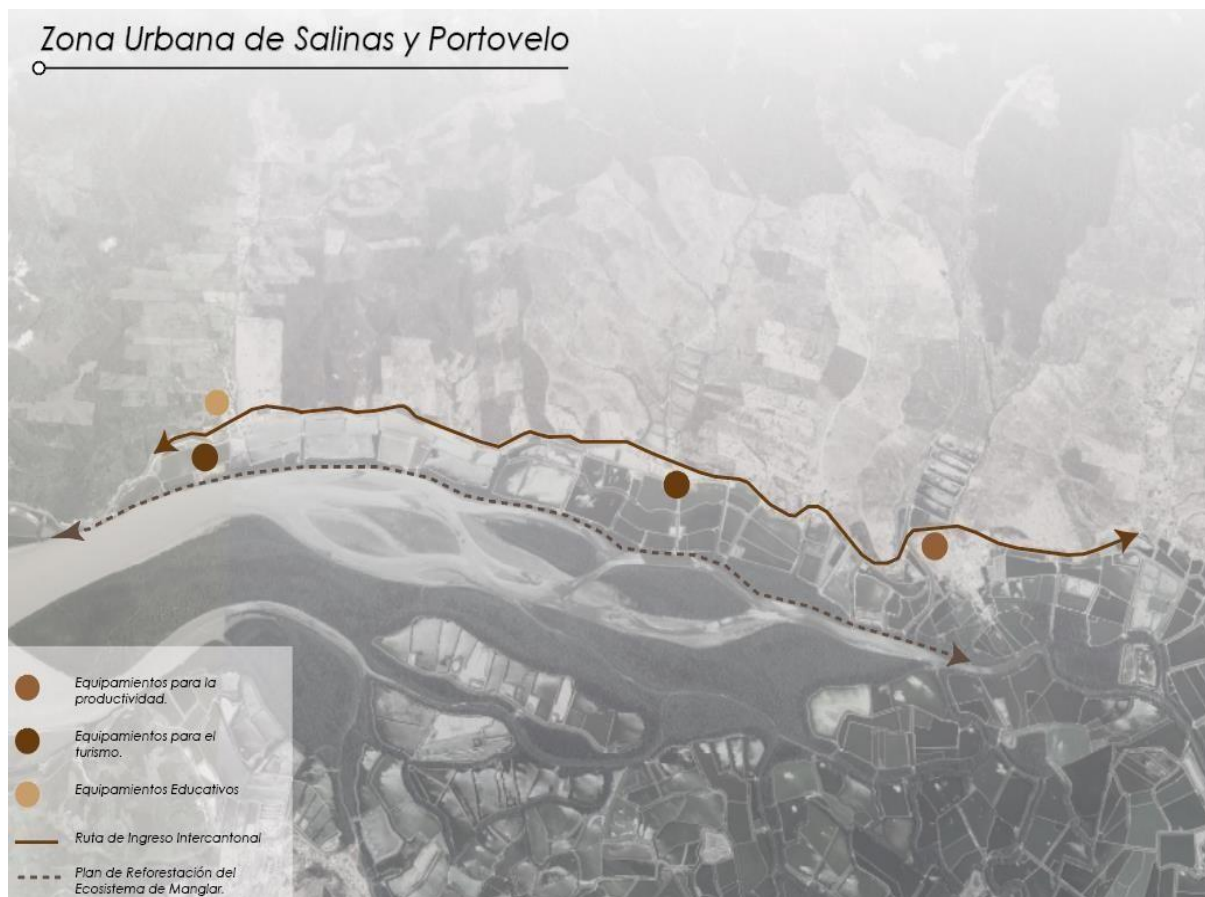 Zona Urbana de Salinas y Portovelo
Equipamientos para la
productividad.
Equipamientos para el
turismo.
Equipamientos Educativos
Ruta de Ingreso Intercantonal
Plan de Reforestación del
Ecosistema de Manglar.